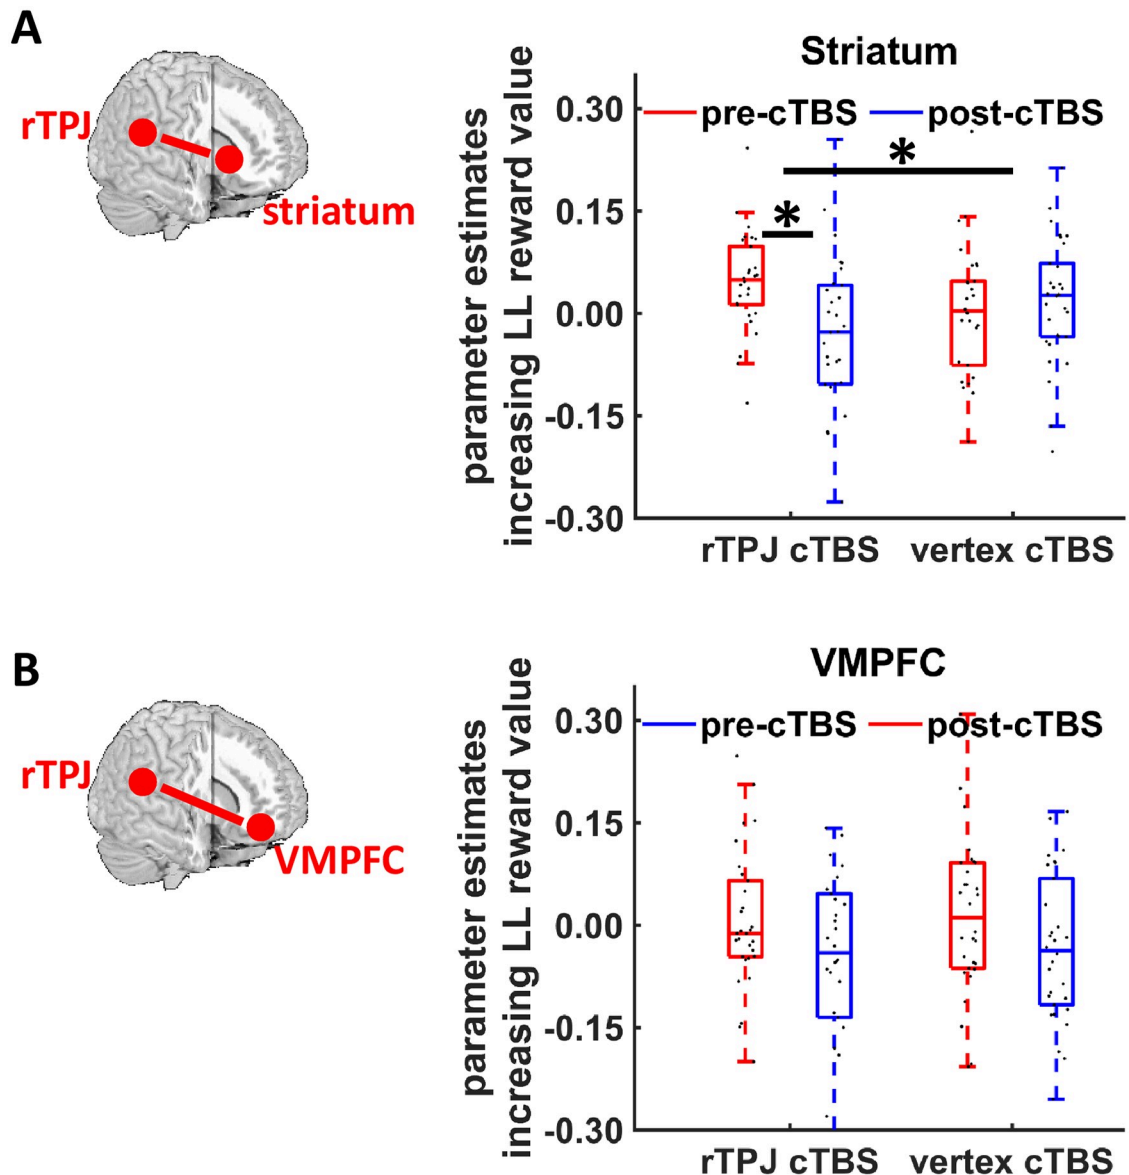 A
rTPJ
striatum
Striatum
pre-cTBS post-cTBS
parameter estimates
increasing LL reward value
0.30
0.15
0.00
-0.15
-0.30
*
*
rTPJ cTBS vertex cTBS
B
rTPJ
VMPFC
VMPFC
pre-cTBS post-cTBS
parameter estimates
increasing LL reward value
0.30
0.15
0.00
-0.15
-0.30
rTPJ cTBS vertex cTBS